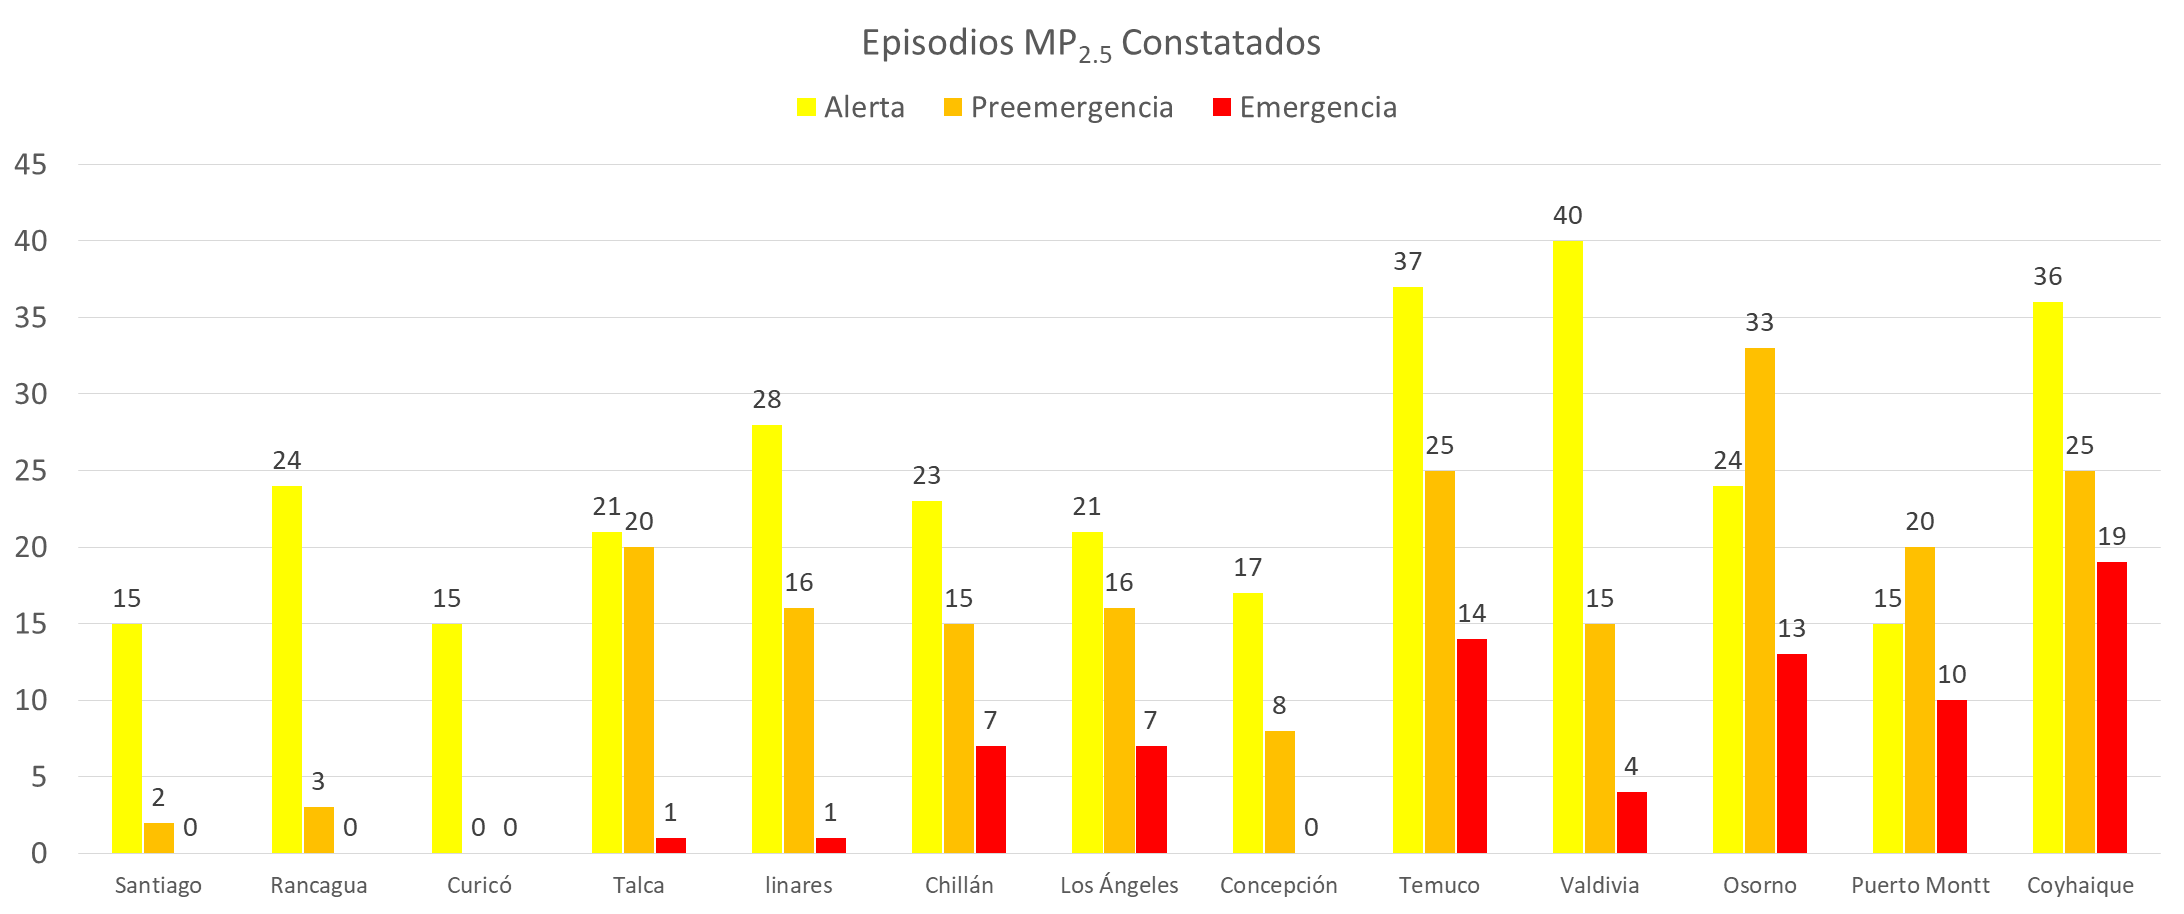 Episodios MP2.5 Constatados
Alerta Preemergencia Emergencia
45
40
35
30
25
20
15
10
5
0
15 2 0
24 3 0
15 0 0
21 20 1
28 16 1
23 15 7
21 16 7
17 8 0
37 25 14
40 15 4
24 33 13
15 20 10
36 25 19
Santiago Rancagua Curicó Talca linares Chillán Los Ángeles Concepción Temuco Valdivia Osorno Puerto Montt Coyhaique